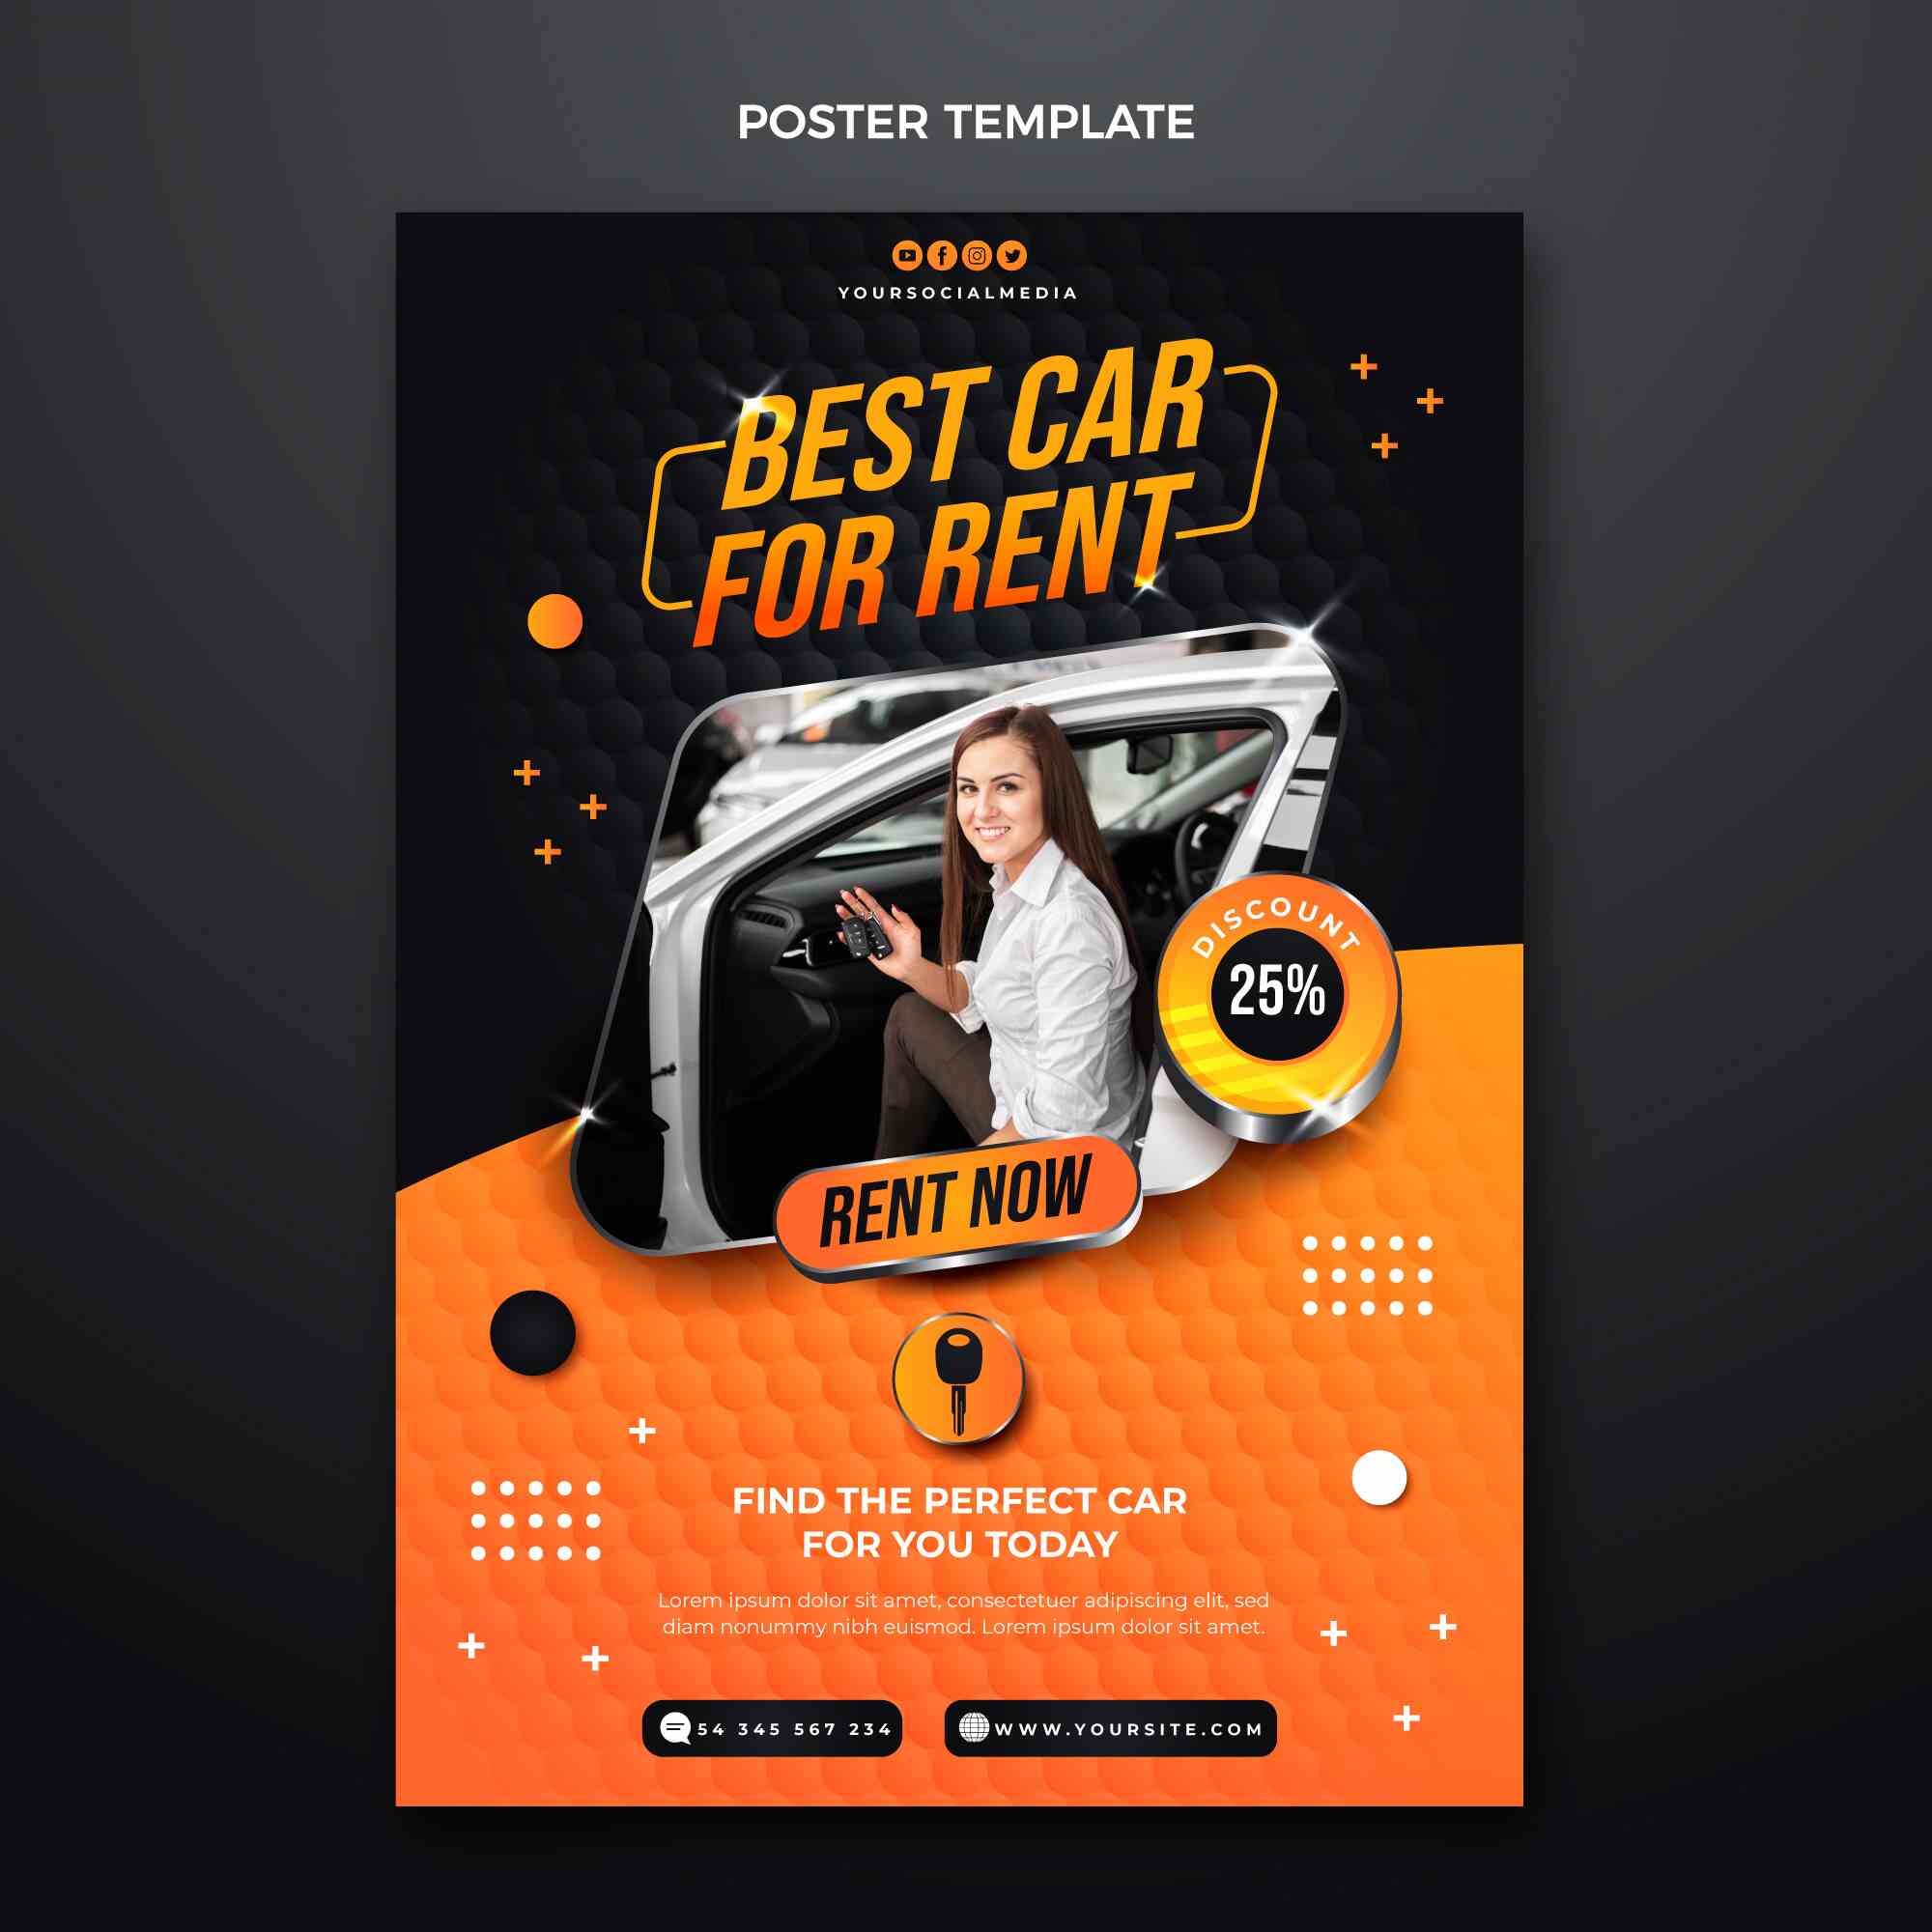 POSTER TEMPLATE
YOURSOCIALMEDIA
BEST CAR
FOR RENT
DISCOUNT
25%
RENT NOW
FIND THE PERFECT CAR
FOR YOU TODAY
Lorem ipsum dolor sit amet, consectetuer adipiscing elit, sed
diam nonummy nibh euismod. Lorem ipsum dolor sit amet.
54 345 567 234
WWW.YOURSITE.COM